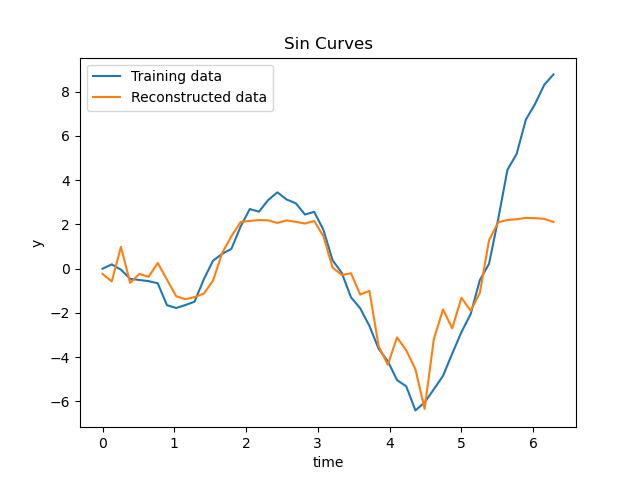 Sin Curves
Training data
Reconstructed data
8
6
4
2
0
−2
−4
−6
y
0 1 2 3 4 5 6
time